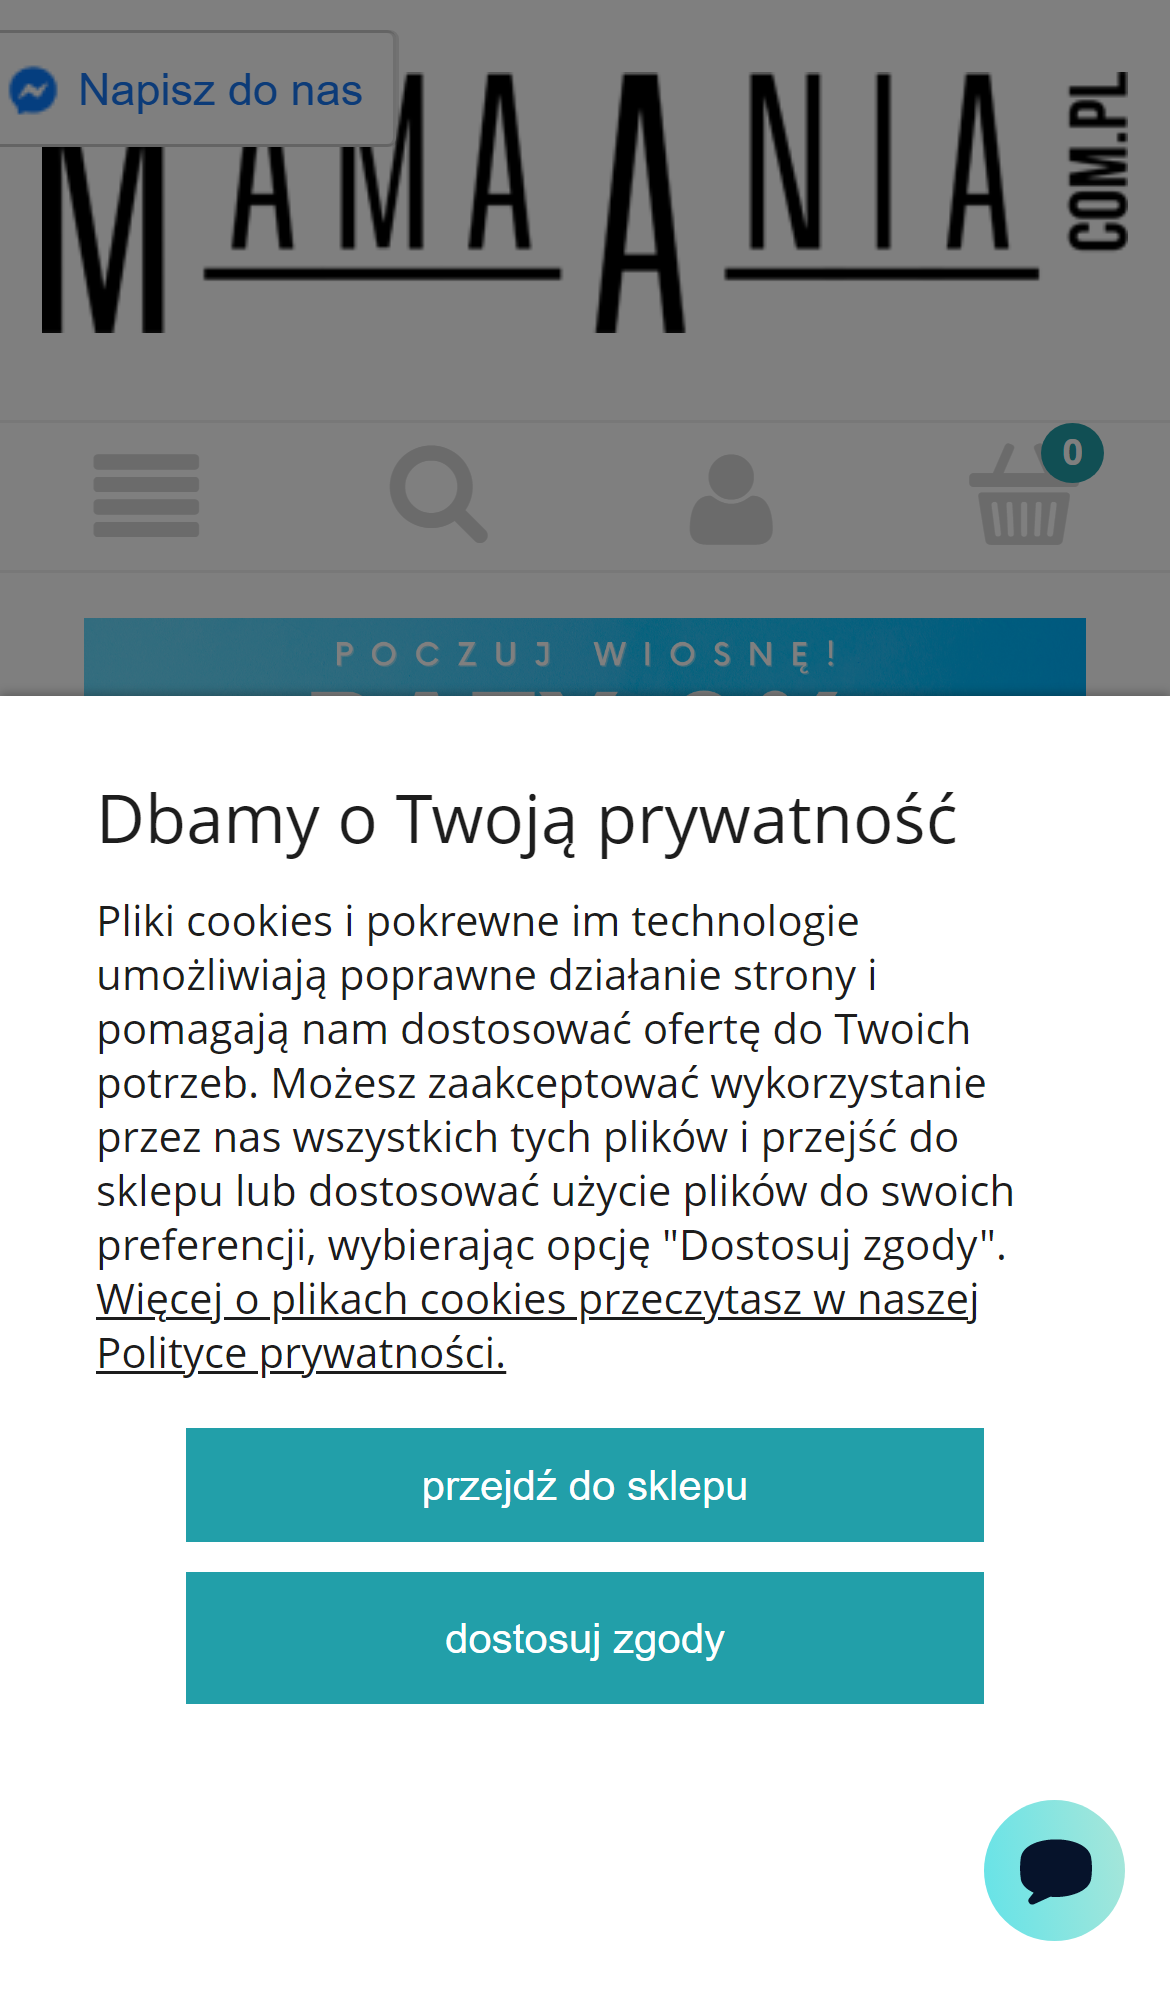 Napisz do nas
MAMA ANIA
COM.PL
0
POCZUJ WIOSNĘ!
Dbamy o Twoją prywatność
Pliki cookies i pokrewne im technologie
umożliwiają poprawne działanie strony i
pomagają nam dostosować ofertę do Twoich
potrzeb. Możesz zaakceptować wykorzystanie
przez nas wszystkich tych plików i przejść do
sklepu lub dostosować użycie plików do swoich
preferencji, wybierając opcję "Dostosuj zgody".
Więcej o plikach cookies przeczytasz w naszej
Polityce prywatności.
przejdź do sklepu
dostosuj zgody